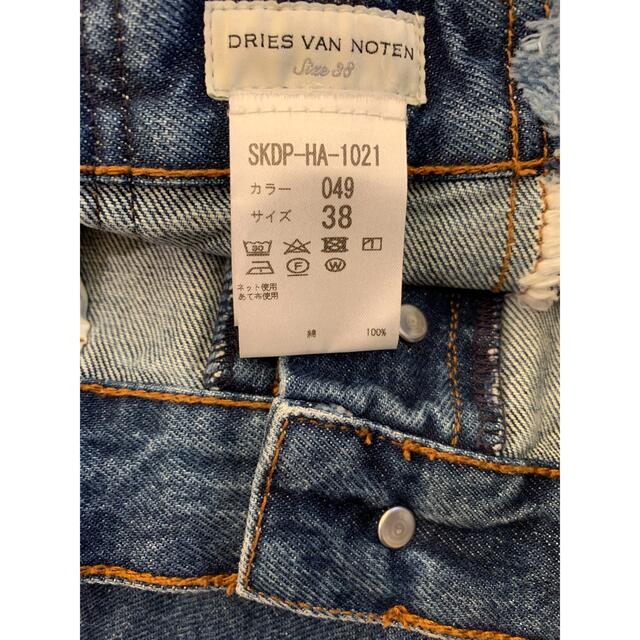 DRIES VAN NOTEN
Size 38
SKDP-HA-1021
カラー 049
サイズ 38
30
F W
ネット使用
あて布使用
綿 100%